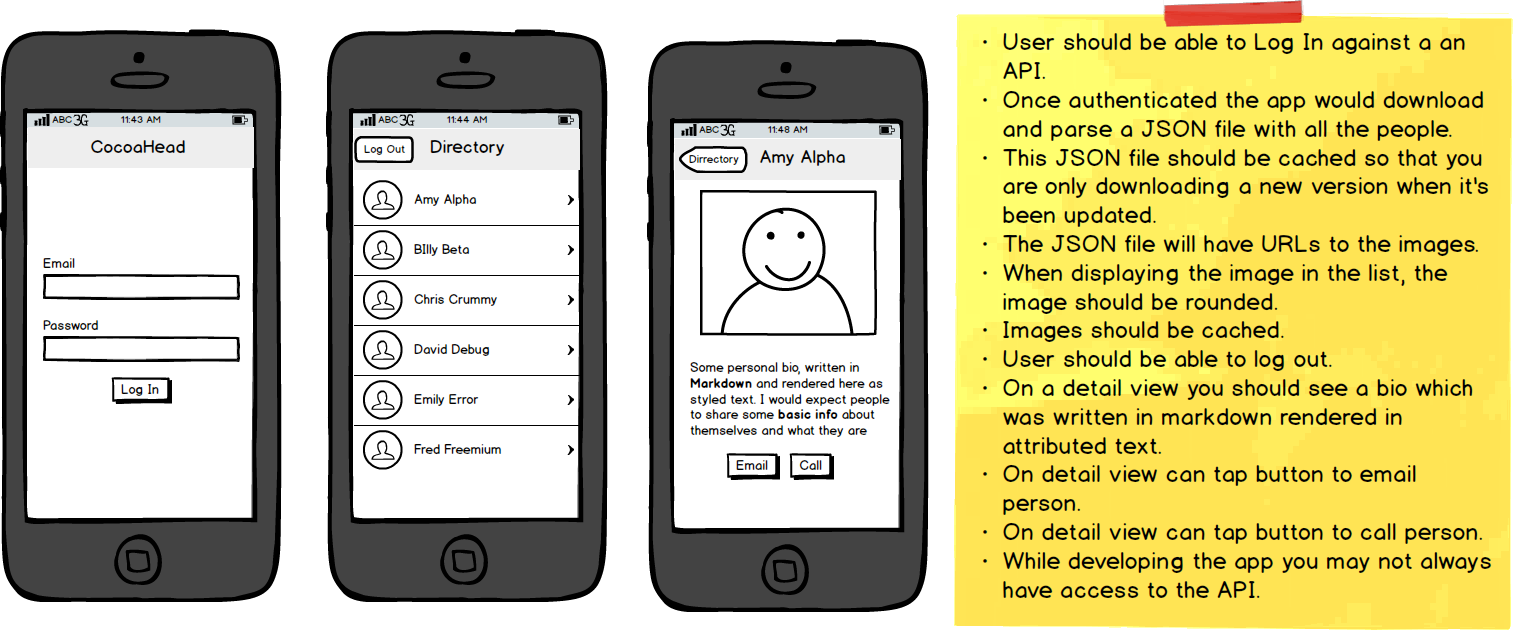 ABC 3G 11:43 AM
CocoaHead
Email
Password
Log In
ABC 3G 11:44 AM
Log Out Directory
Amy Alpha
BIlly Beta
Chris Crummy
David Debug
Emily Error
Fred Freemium
ABC 3G 11:48 AM
Dirrectory Amy Alpha
Some personal bio, written in
Markdown and rendered here as
styled text. I would expect people
to share some basic info about
themselves and what they are
Email Call
· User should be able to Log In against a an
API.
· Once authenticated the app would download
and parse a JSON file with all the people.
· This JSON file should be cached so that you
are only downloading a new version when it's
been updated.
· The JSON file will have URLs to the images.
· When displaying the image in the list, the
image should be rounded.
· Images should be cached.
· User should be able to log out.
· On a detail view you should see a bio which
was written in markdown rendered in
attributed text.
· On detail view can tap button to email
person.
· On detail view can tap button to call person.
· While developing the app you may not always
have access to the API.